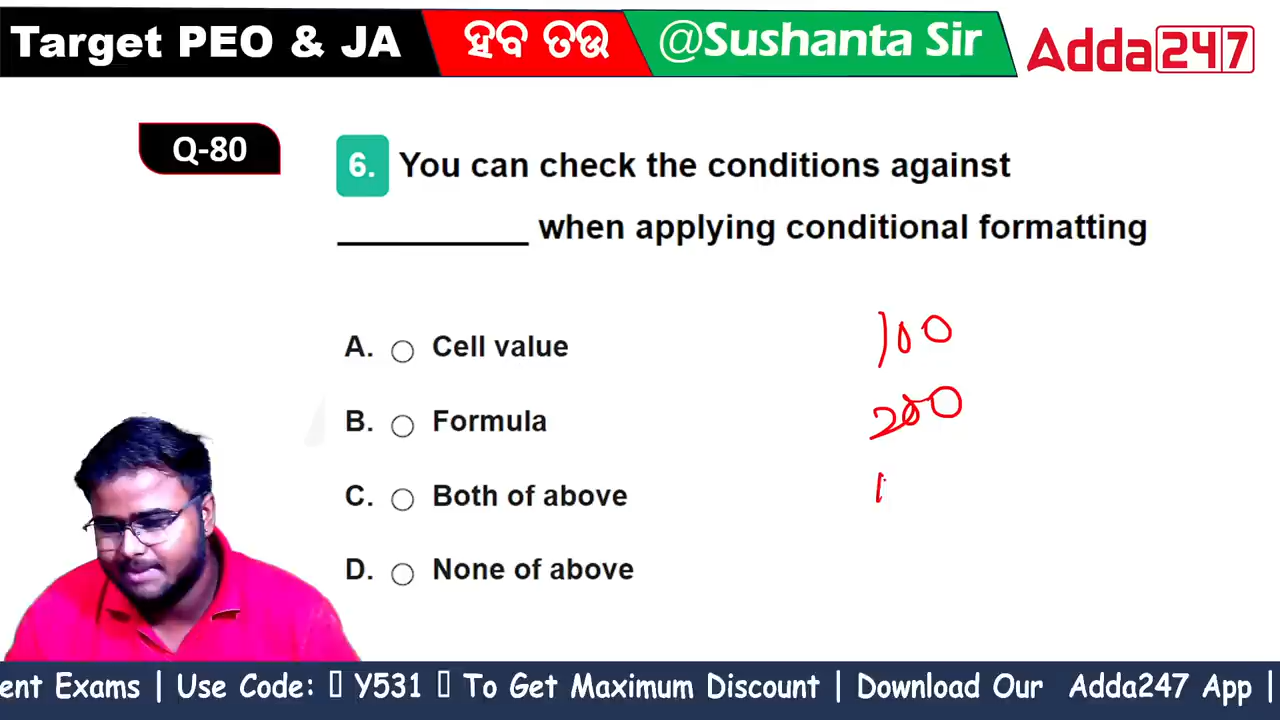 Target PEO & JA
ହବ ତଉ
@Sushanta Sir
Adda247
Q-80
6. You can check the conditions against
__________ when applying conditional formatting
A. Cell value
B. Formula
C. Both of above
D. None of above
100
200
1
ent Exams | Use Code: Y531 To Get Maximum Discount | Download Our Adda247 App |